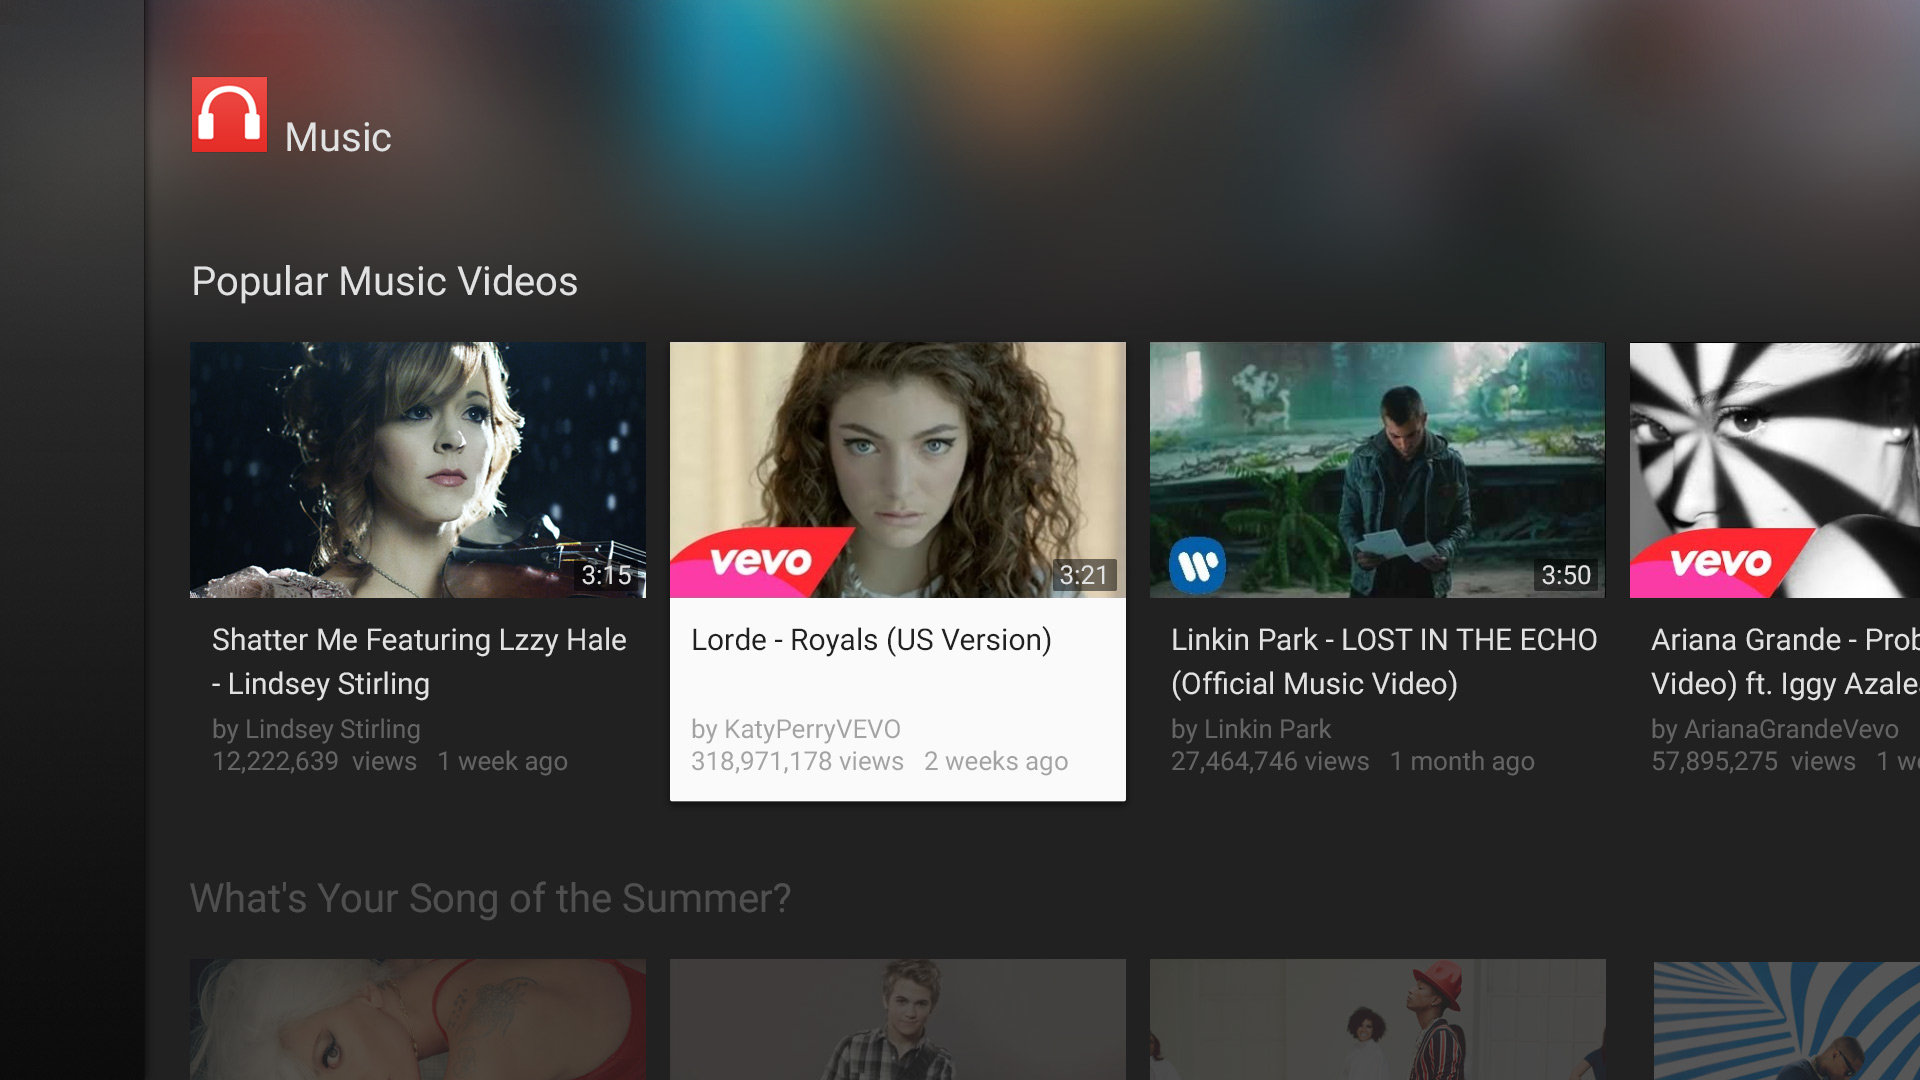 Music
Popular Music Videos
3:15
vevo
3:21
3:50
vevo
Shatter Me Featuring Lzzy Hale
- Lindsey Stirling
by Lindsey Stirling
12,222,639 views 1 week ago
Lorde - Royals (US Version)
by KatyPerryVEVO
318,971,178 views 2 weeks ago
Linkin Park - LOST IN THE ECHO
(Official Music Video)
by Linkin Park
27,464,746 views 1 month ago
Ariana Grande - Prob
Video) ft. Iggy Azale
by ArianaGrandeVevo
57,895,275 views 1 w
What's Your Song of the Summer?